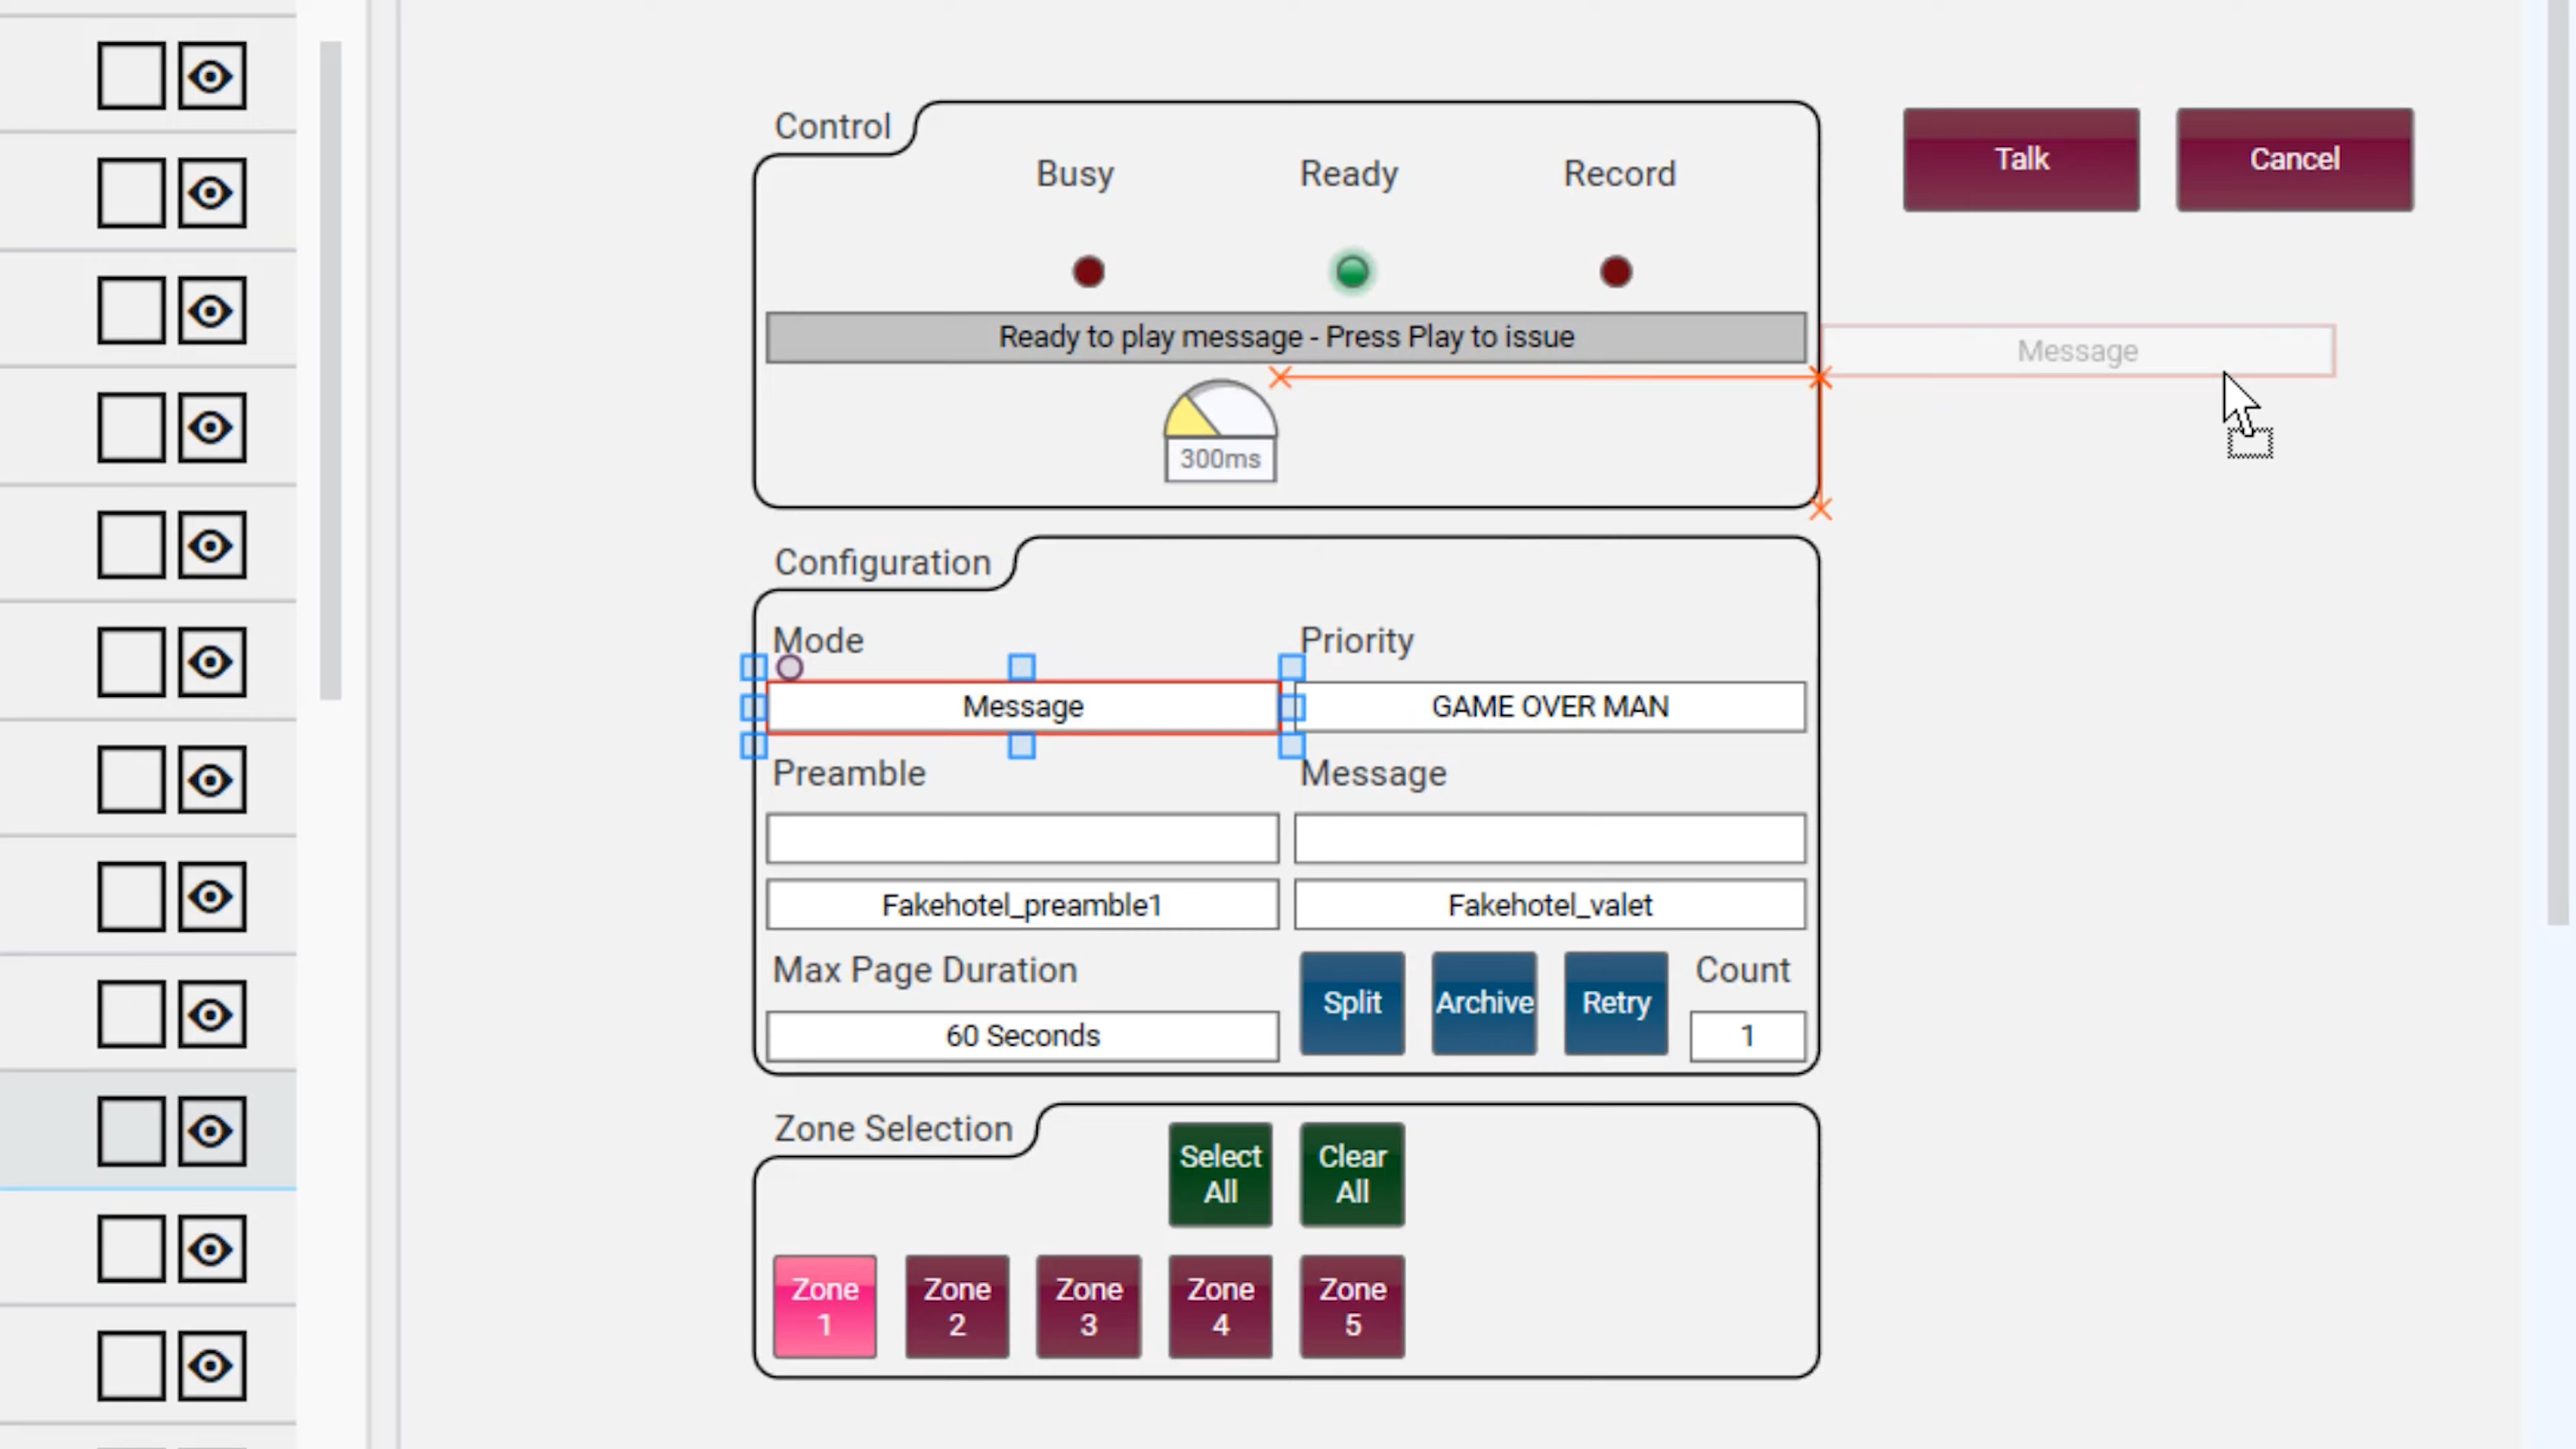 Control
Busy Ready Record
Talk Cancel
Ready to play message - Press Play to issue
Message
300ms
Configuration
Mode Priority
Message GAME OVER MAN
Preamble Message
Fakehotel_preamble1 Fakehotel_valet
Max Page Duration Split Archive Retry Count
60 Seconds 1
Zone Selection
Select All Clear All
Zone 1 Zone 2 Zone 3 Zone 4 Zone 5